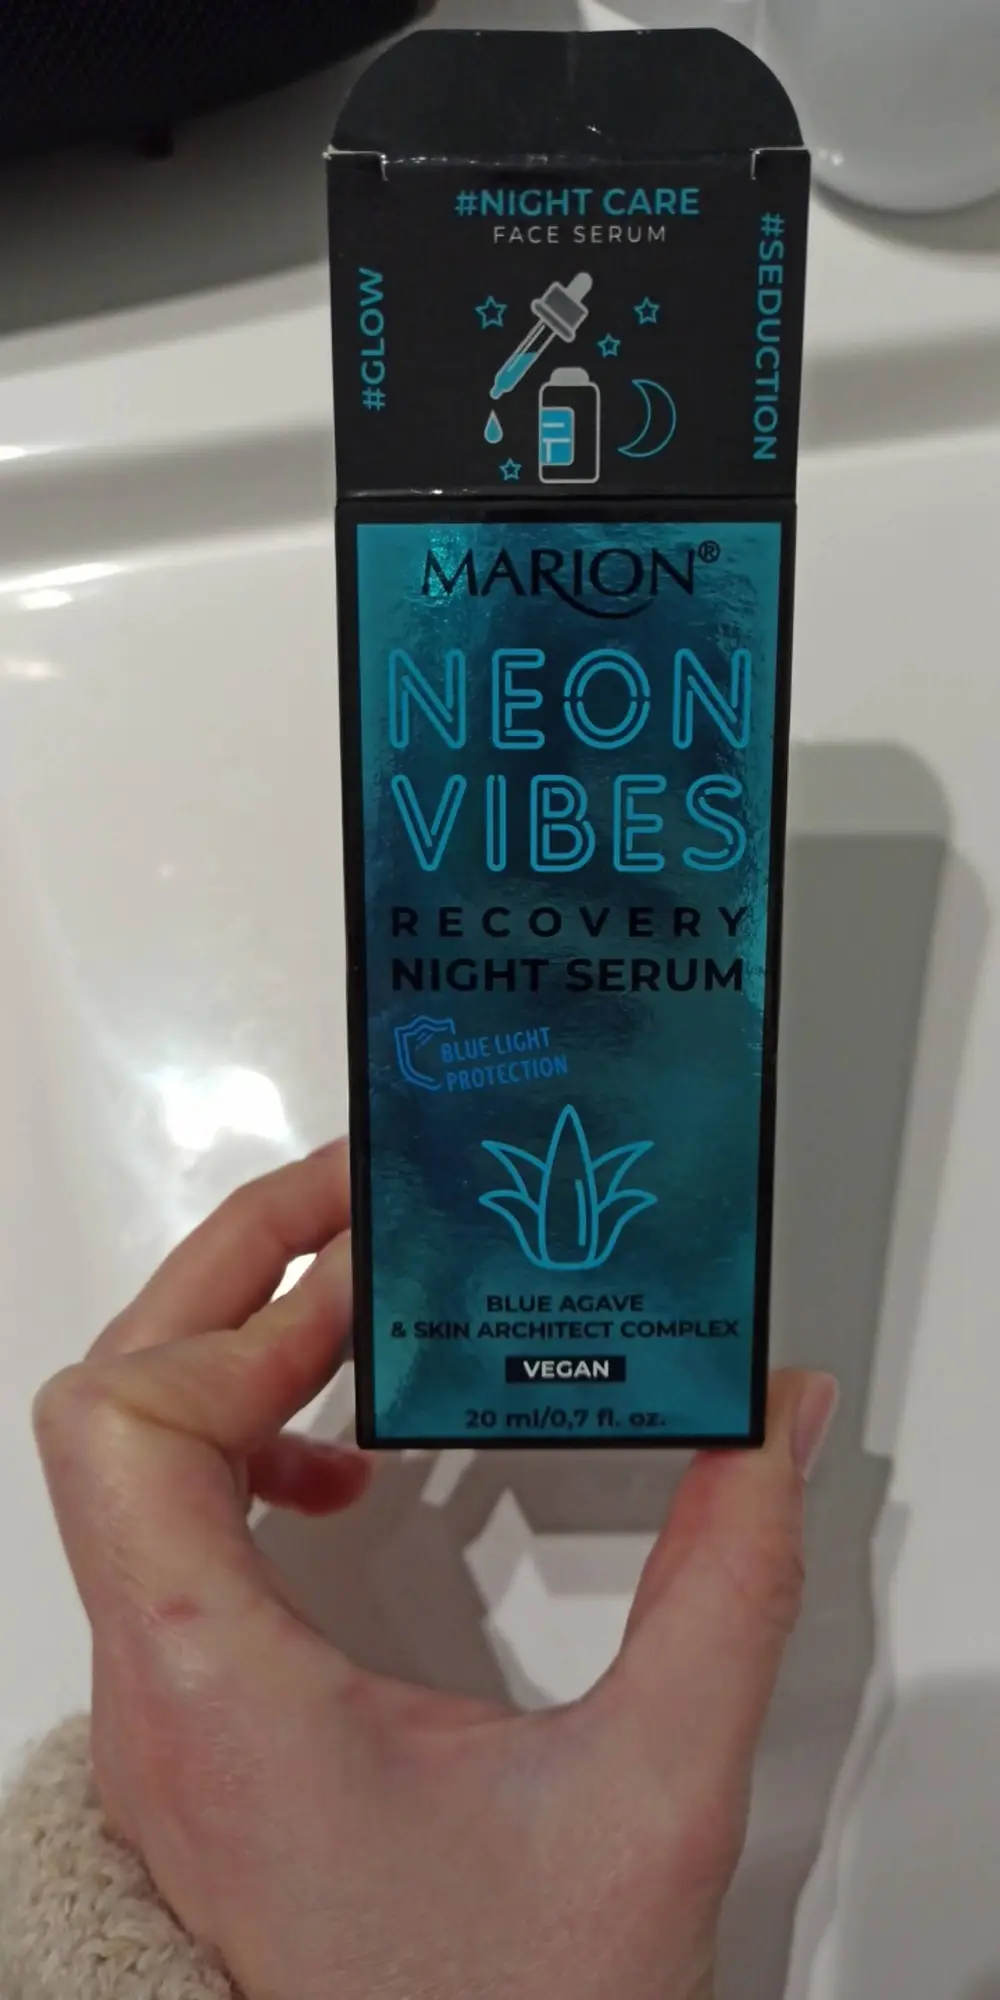 #NIGHT CARE
FACE SERUM
#GLOW
#SEDUCTION
MARION®
NEON
VIBES
RECOVERY
NIGHT SERUM
BLUE LIGHT
PROTECTION
BLUE AGAVE
& SKIN ARCHITECT COMPLEX
VEGAN
20 ml/0,7 fl. oz.